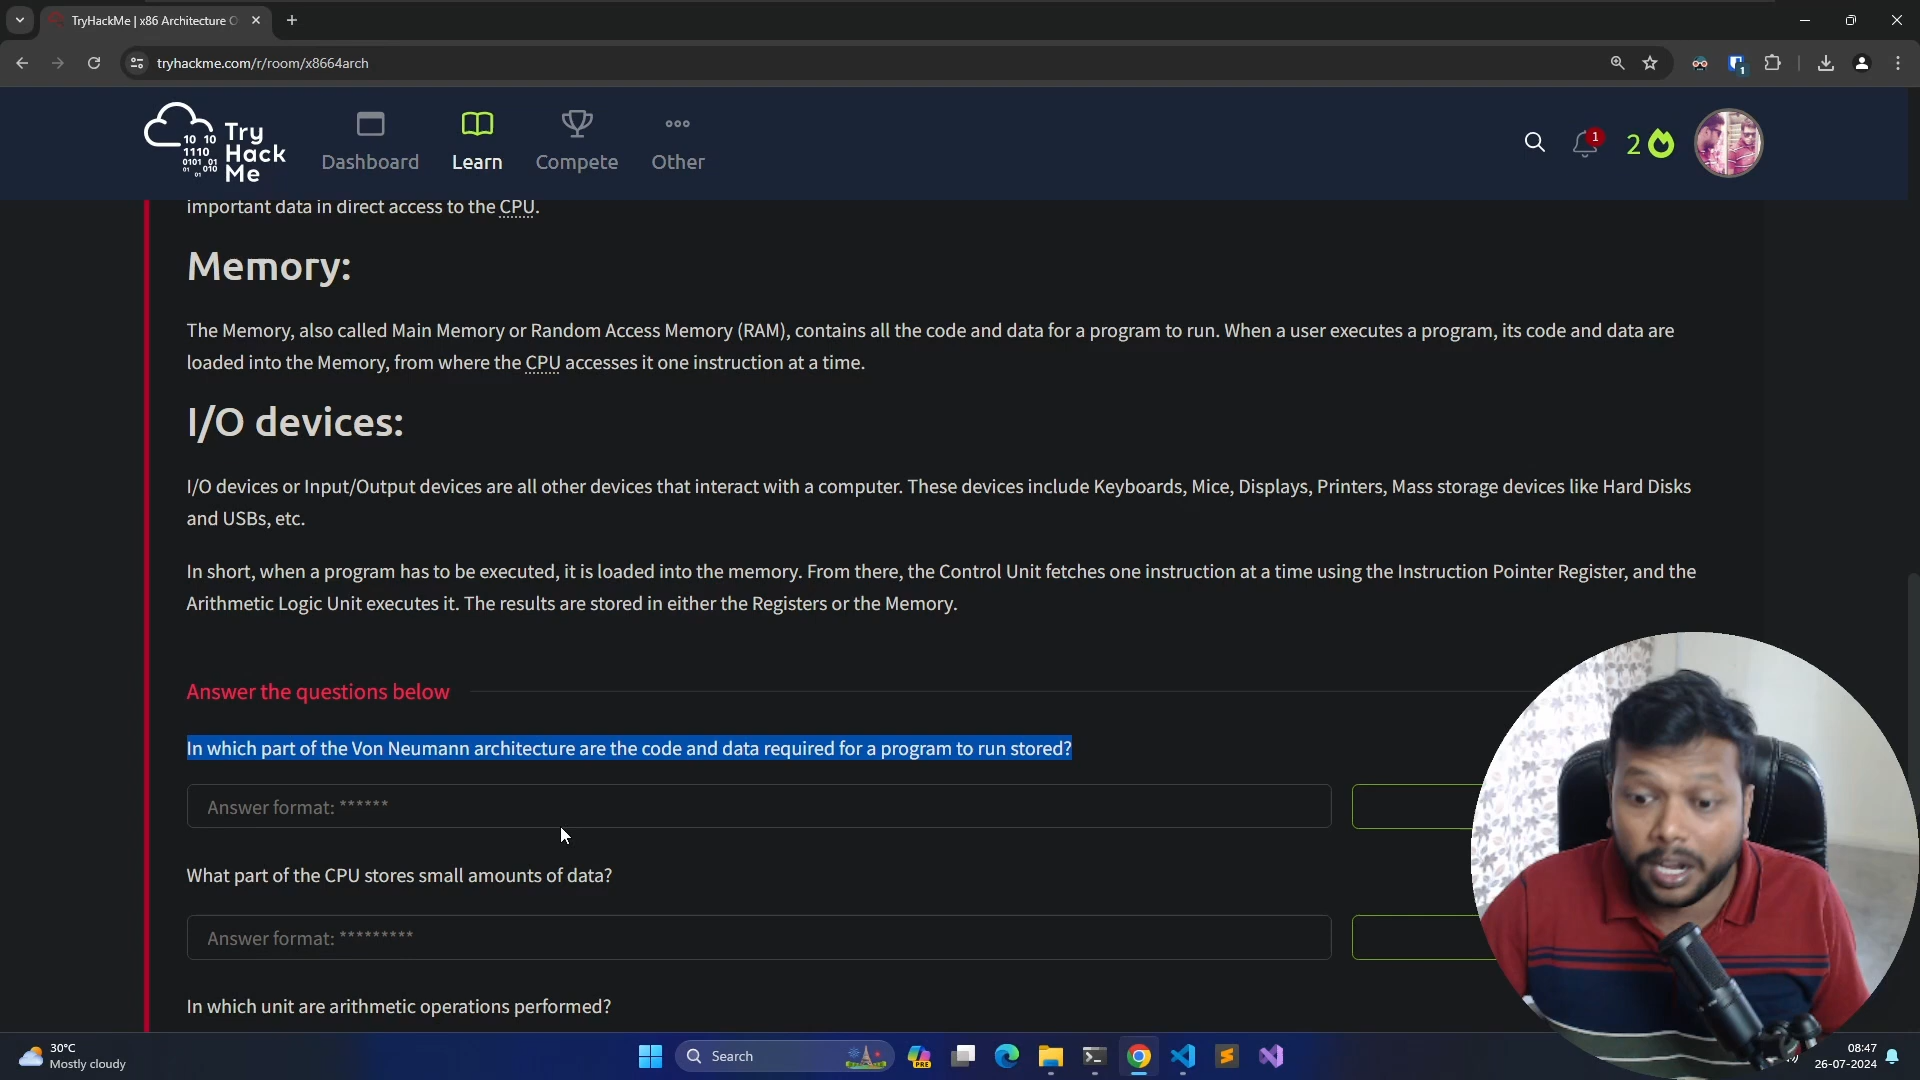 TryHackMe | x86 Architecture O
tryhackme.com/r/room/x8664arch
10 10
1110
0101 01
01 010
01
Try
Hack
Me
Dashboard
Learn
Compete
Other
1
2
important data in direct access to the CPU.
Memory:
The Memory, also called Main Memory or Random Access Memory (RAM), contains all the code and data for a program to run. When a user executes a program, its code and data are
loaded into the Memory, from where the CPU accesses it one instruction at a time.
I/O devices:
I/O devices or Input/Output devices are all other devices that interact with a computer. These devices include Keyboards, Mice, Displays, Printers, Mass storage devices like Hard Disks
and USBs, etc.
In short, when a program has to be executed, it is loaded into the memory. From there, the Control Unit fetches one instruction at a time using the Instruction Pointer Register, and the
Arithmetic Logic Unit executes it. The results are stored in either the Registers or the Memory.
Answer the questions below
In which part of the Von Neumann architecture are the code and data required for a program to run stored?
Answer format: ******
What part of the CPU stores small amounts of data?
Answer format: *********
In which unit are arithmetic operations performed?
30°C
Mostly cloudy
Search
PRE
08:47
26-07-2024